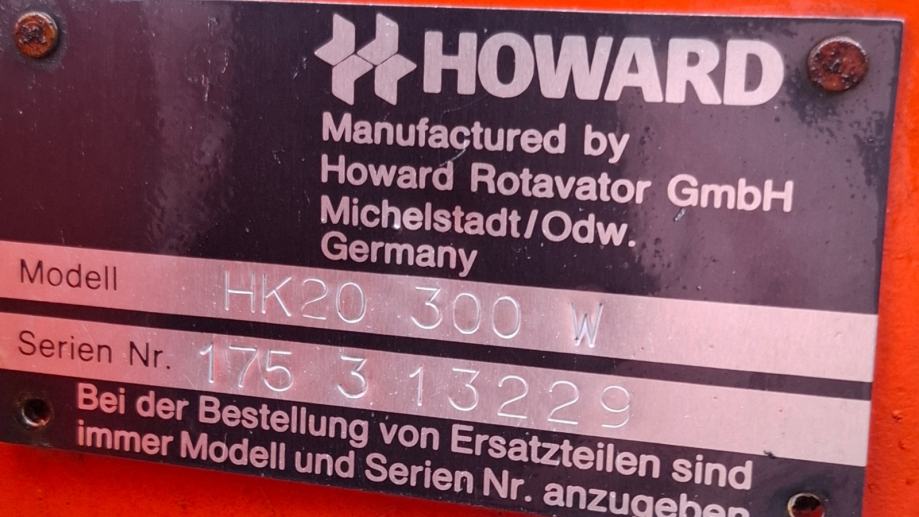 HOWARD
Manufactured by
Howard Rotavator GmbH
Michelstadt/Odw.
Germany
Modell HK20 300 W
Serien Nr. 175 3 13229
Bei der Bestellung von Ersatzteilen sind
immer Modell und Serien Nr. anzugeben